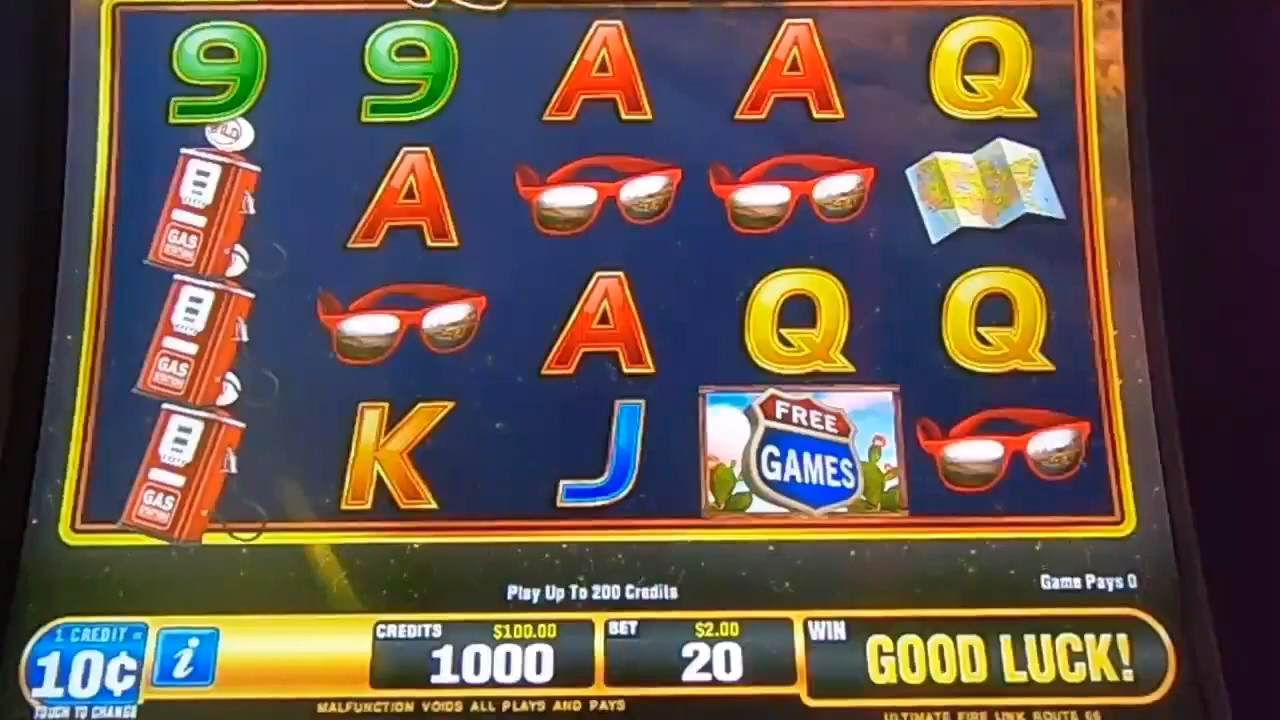 9 9 A A Q
A
GAS
GAS
A Q Q
GAS
K J FREE
GAMES
Play Up To 200 Credits
Game Pays 0
1 CREDIT =
10¢
TOUCH TO CHANGE
i
CREDITS $100.00
1000
BET $2.00
20
WIN GOOD LUCK!
MALFUNCTION VOIDS ALL PLAYS AND PAYS
ULTIMATE FIRE LINK ROUTE 66